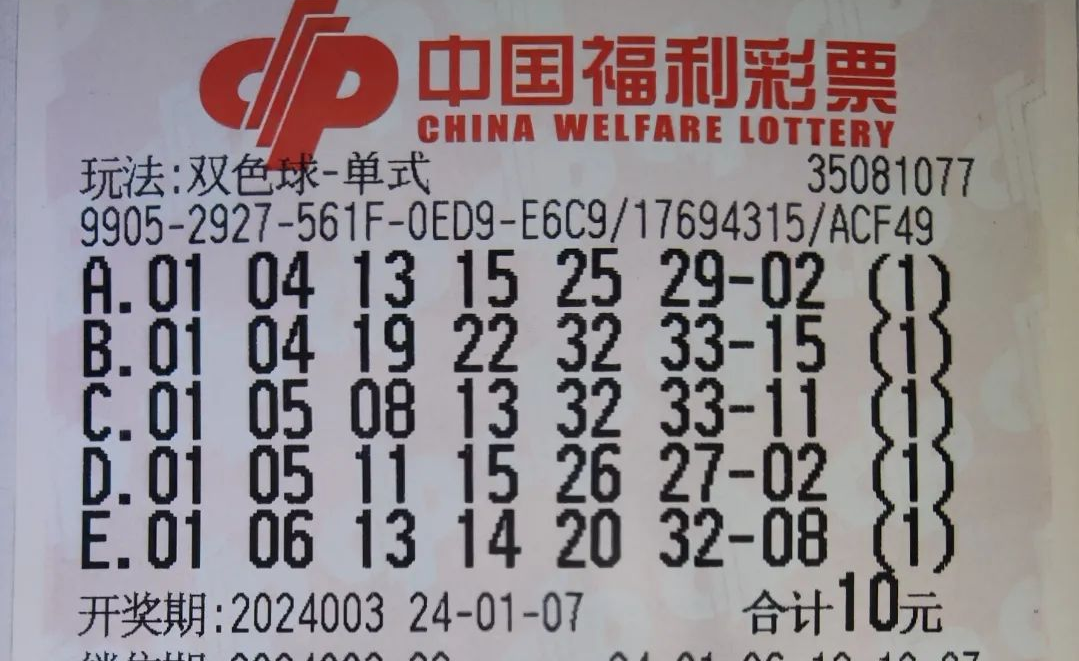 中国福利彩票
CHINA WELFARE LOTTERY
玩法:双色球-单式 35081077
9905-2927-561F-0ED9-E6C9/17694315/ACF49
A.01 04 13 15 25 29-02 (1)
B.01 04 19 22 32 33-15 (1)
C.01 05 08 13 32 33-11 (1)
D.01 05 11 15 26 27-02 (1)
E.01 06 13 14 20 32-08 (1)
开奖期:2024003 24-01-07 合计10元